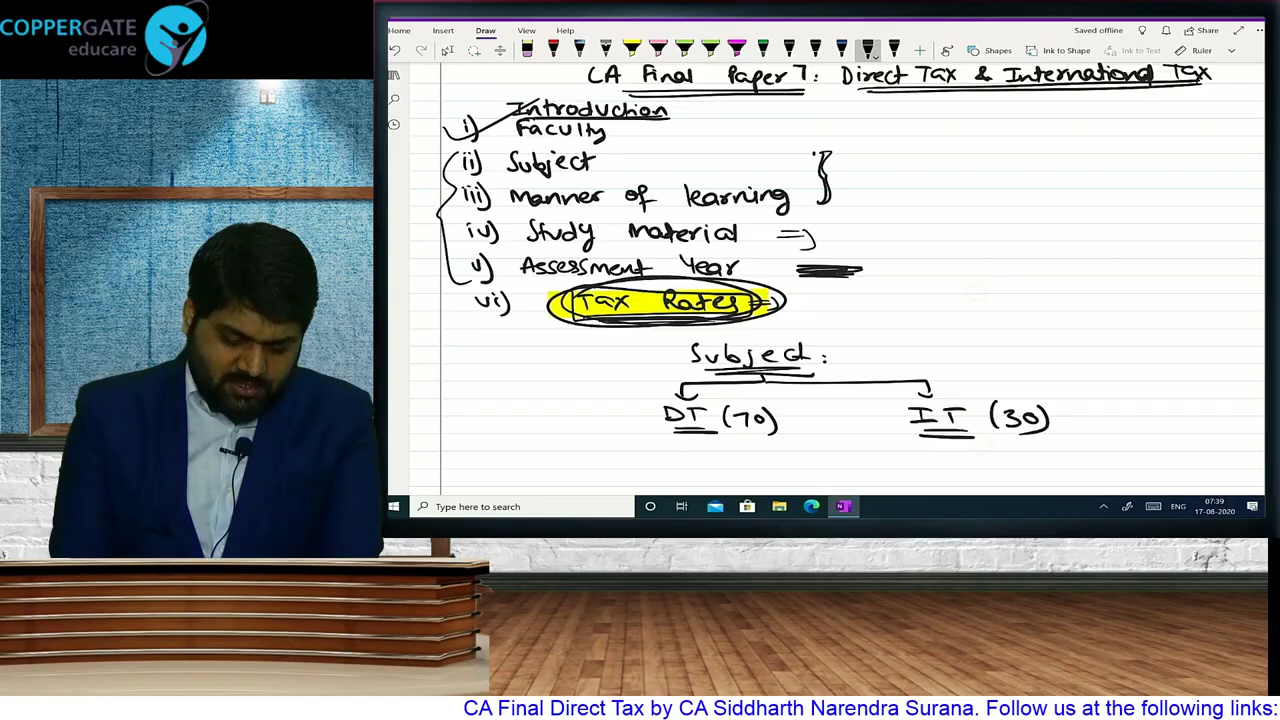 COPPERGATE
educare
Home Insert Draw View Help
Saved offline Share
Shapes Ink to Shape Ink to Text Ruler
CA Final Paper 7: Direct Tax & International Tax
Introduction
i) Faculty
ii) Subject
iii) Manner of learning
iv) Study Material =>
v) Assessment Year
vi) Tax Rates =>
Subject:
DT (70) IT (30)
Type here to search
07:39
ENG
17-08-2020
CA Final Direct Tax by CA Siddharth Narendra Surana. Follow us at the following links: